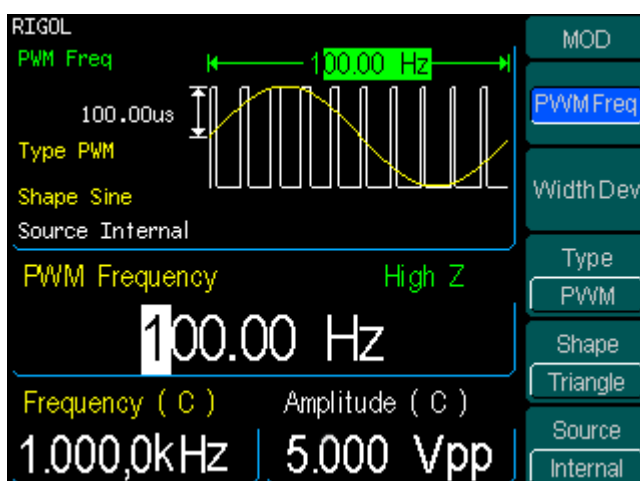 RIGOL
PWM Freq
100.00 Hz
100.00us
Type PWM
Shape Sine
Source Internal
PWM Frequency
High Z
100.00 Hz
Frequency ( C )
Amplitude ( C )
1.000,0kHz
5.000 Vpp
MOD
PWMFreq
WidthDev
Type
PWM
Shape
Triangle
Source
Internal